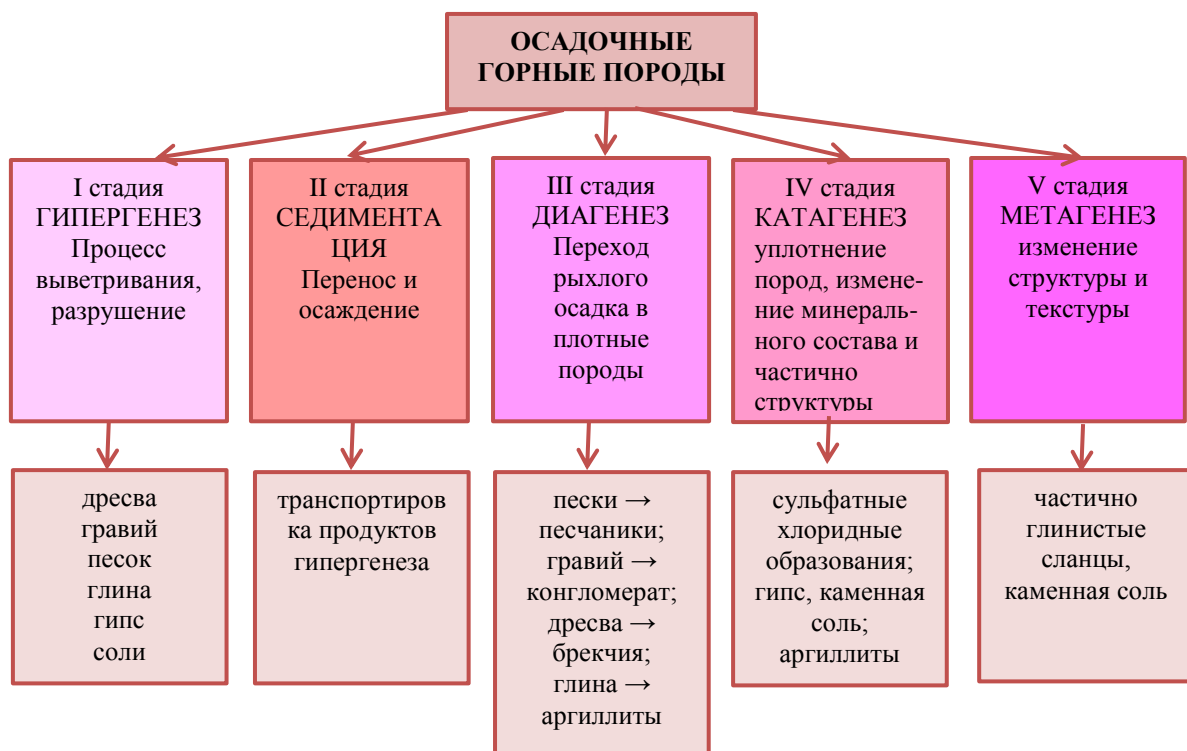 ОСАДОЧНЫЕ
ГОРНЫЕ ПОРОДЫ
I стадия
ГИПЕРГЕНЕЗ
Процесс
выветривания,
разрушение
II стадия
СЕДИМЕНТА
ЦИЯ
Перенос и
осаждение
III стадия
ДИАГЕНЕЗ
Переход
рыхлого
осадка в
плотные
породы
IV стадия
КАТАГЕНЕЗ
уплотнение
пород, измене-
ние минераль-
ного состава и
частично
структуры
V стадия
МЕТАГЕНЕЗ
изменение
структуры и
текстуры
дресва
гравий
песок
глина
гипс
соли
транспортиров
ка продуктов
гипергенеза
пески →
песчаники;
гравий →
конгломерат;
дресва →
брекчия;
глина →
аргиллиты
сульфатные
хлоридные
образования;
гипс, каменная
соль;
аргиллиты
частично
глинистые
сланцы,
каменная соль